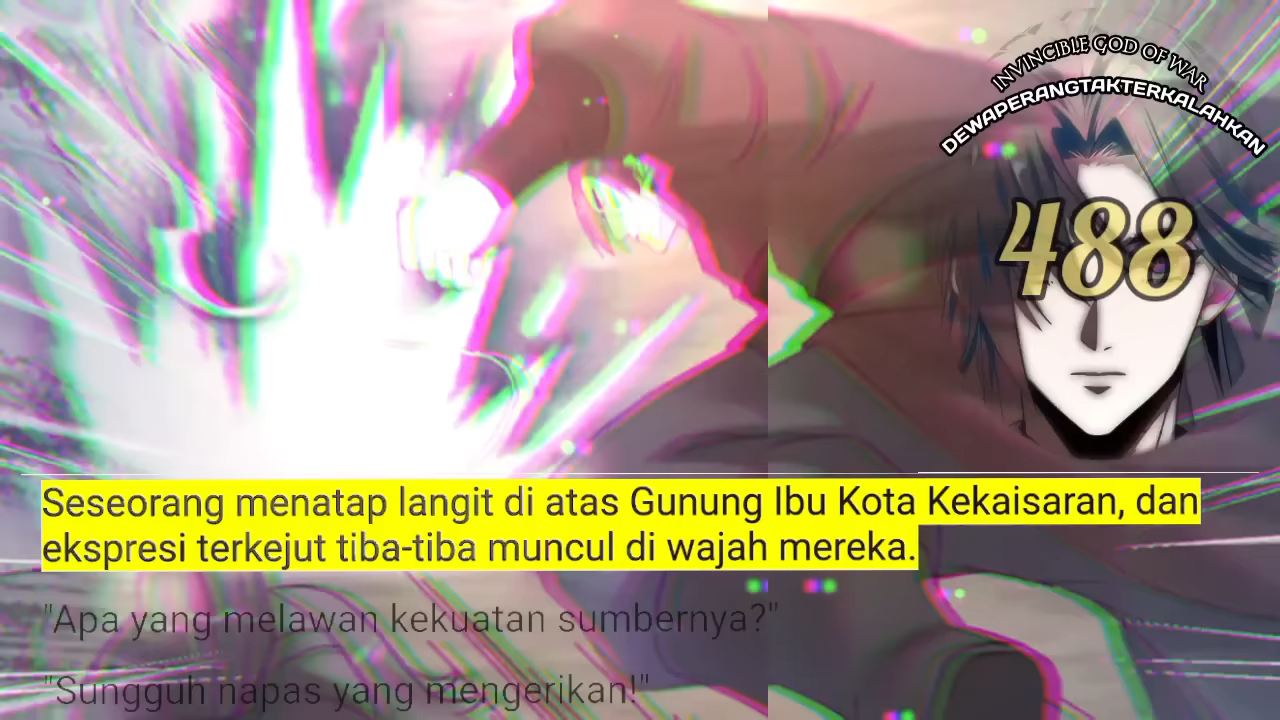 INVINCIBLE GOD OF WAR
DEWAPERANGTAKTERKALAHKAN
488
Seseorang menatap langit di atas Gunung Ibu Kota Kekaisaran, dan
ekspresi terkejut tiba-tiba muncul di wajah mereka.
"Apa yang melawan kekuatan sumbernya?"
"Sungguh napas yang mengerikan!"